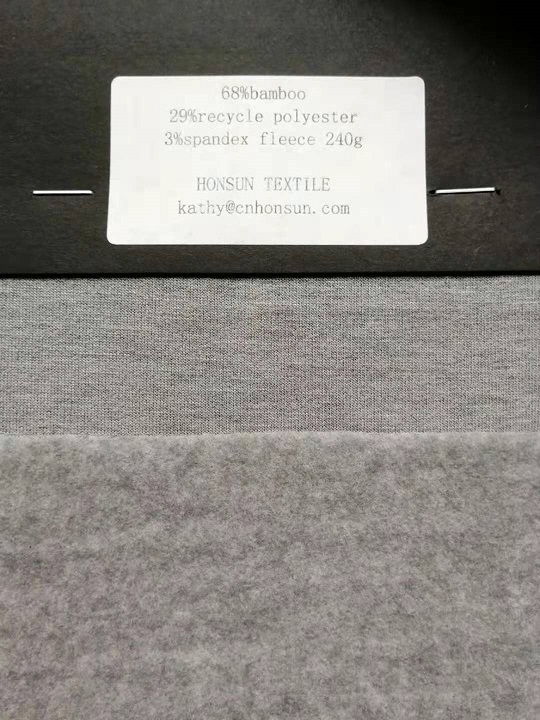 68%bamboo
29%recycle polyester
3%spandex fleece 240g
HONSUN TEXTILE
kathy@cnhonsun.com